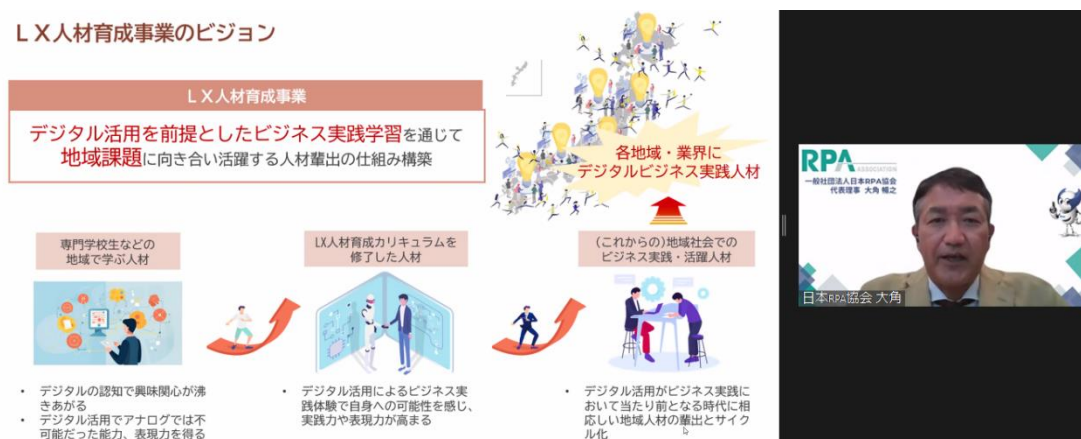 LX人材育成事業のビジョン
LX人材育成事業
デジタル活用を前提としたビジネス実践学習を通じて
地域課題に向き合い活躍する人材輩出の仕組み構築
各地域・業界に
デジタルビジネス実践人材
専門学校生などの
地域で学ぶ人材
LX人材育成カリキュラムを
修了した人材
(これからの)地域社会での
ビジネス実践・活躍人材
• デジタルの認知で興味関心が沸
きあがる
• デジタル活用でアナログでは不
可能だった能力、表現力を得る
• デジタル活用によるビジネス実
践体験で自身への可能性を感じ、
実践力や表現力が高まる
• デジタル活用がビジネス実践に
おいて当たり前となる時代に相
応しい地域人材の輩出とサイク
ル化
RPA
ASSOCIATION
一般社団法人日本RPA協会
代表理事 大角 暢之
日本RPA協会 大角